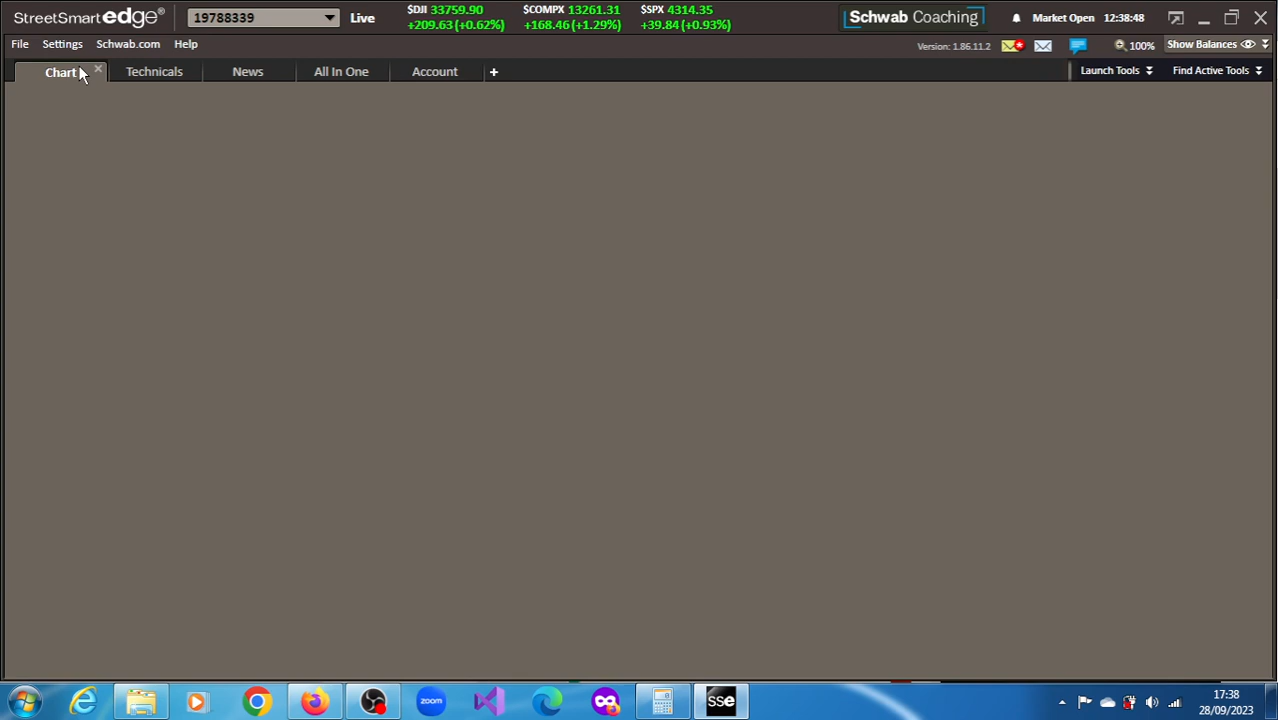 StreetSmart edge® 19788339 Live $DJI 33759.90 $COMPX 13261.31 $SPX 4314.35 Schwab Coaching Market Open 12:38:48
+209.63 (+0.62%) +168.46 (+1.29%) +39.84 (+0.93%)
File Settings Schwab.com Help Version: 1.86.11.2 100% Show Balances
Chart Technicals News All In One Account + Launch Tools Find Active Tools
zoom sse 17:38
28/09/2023